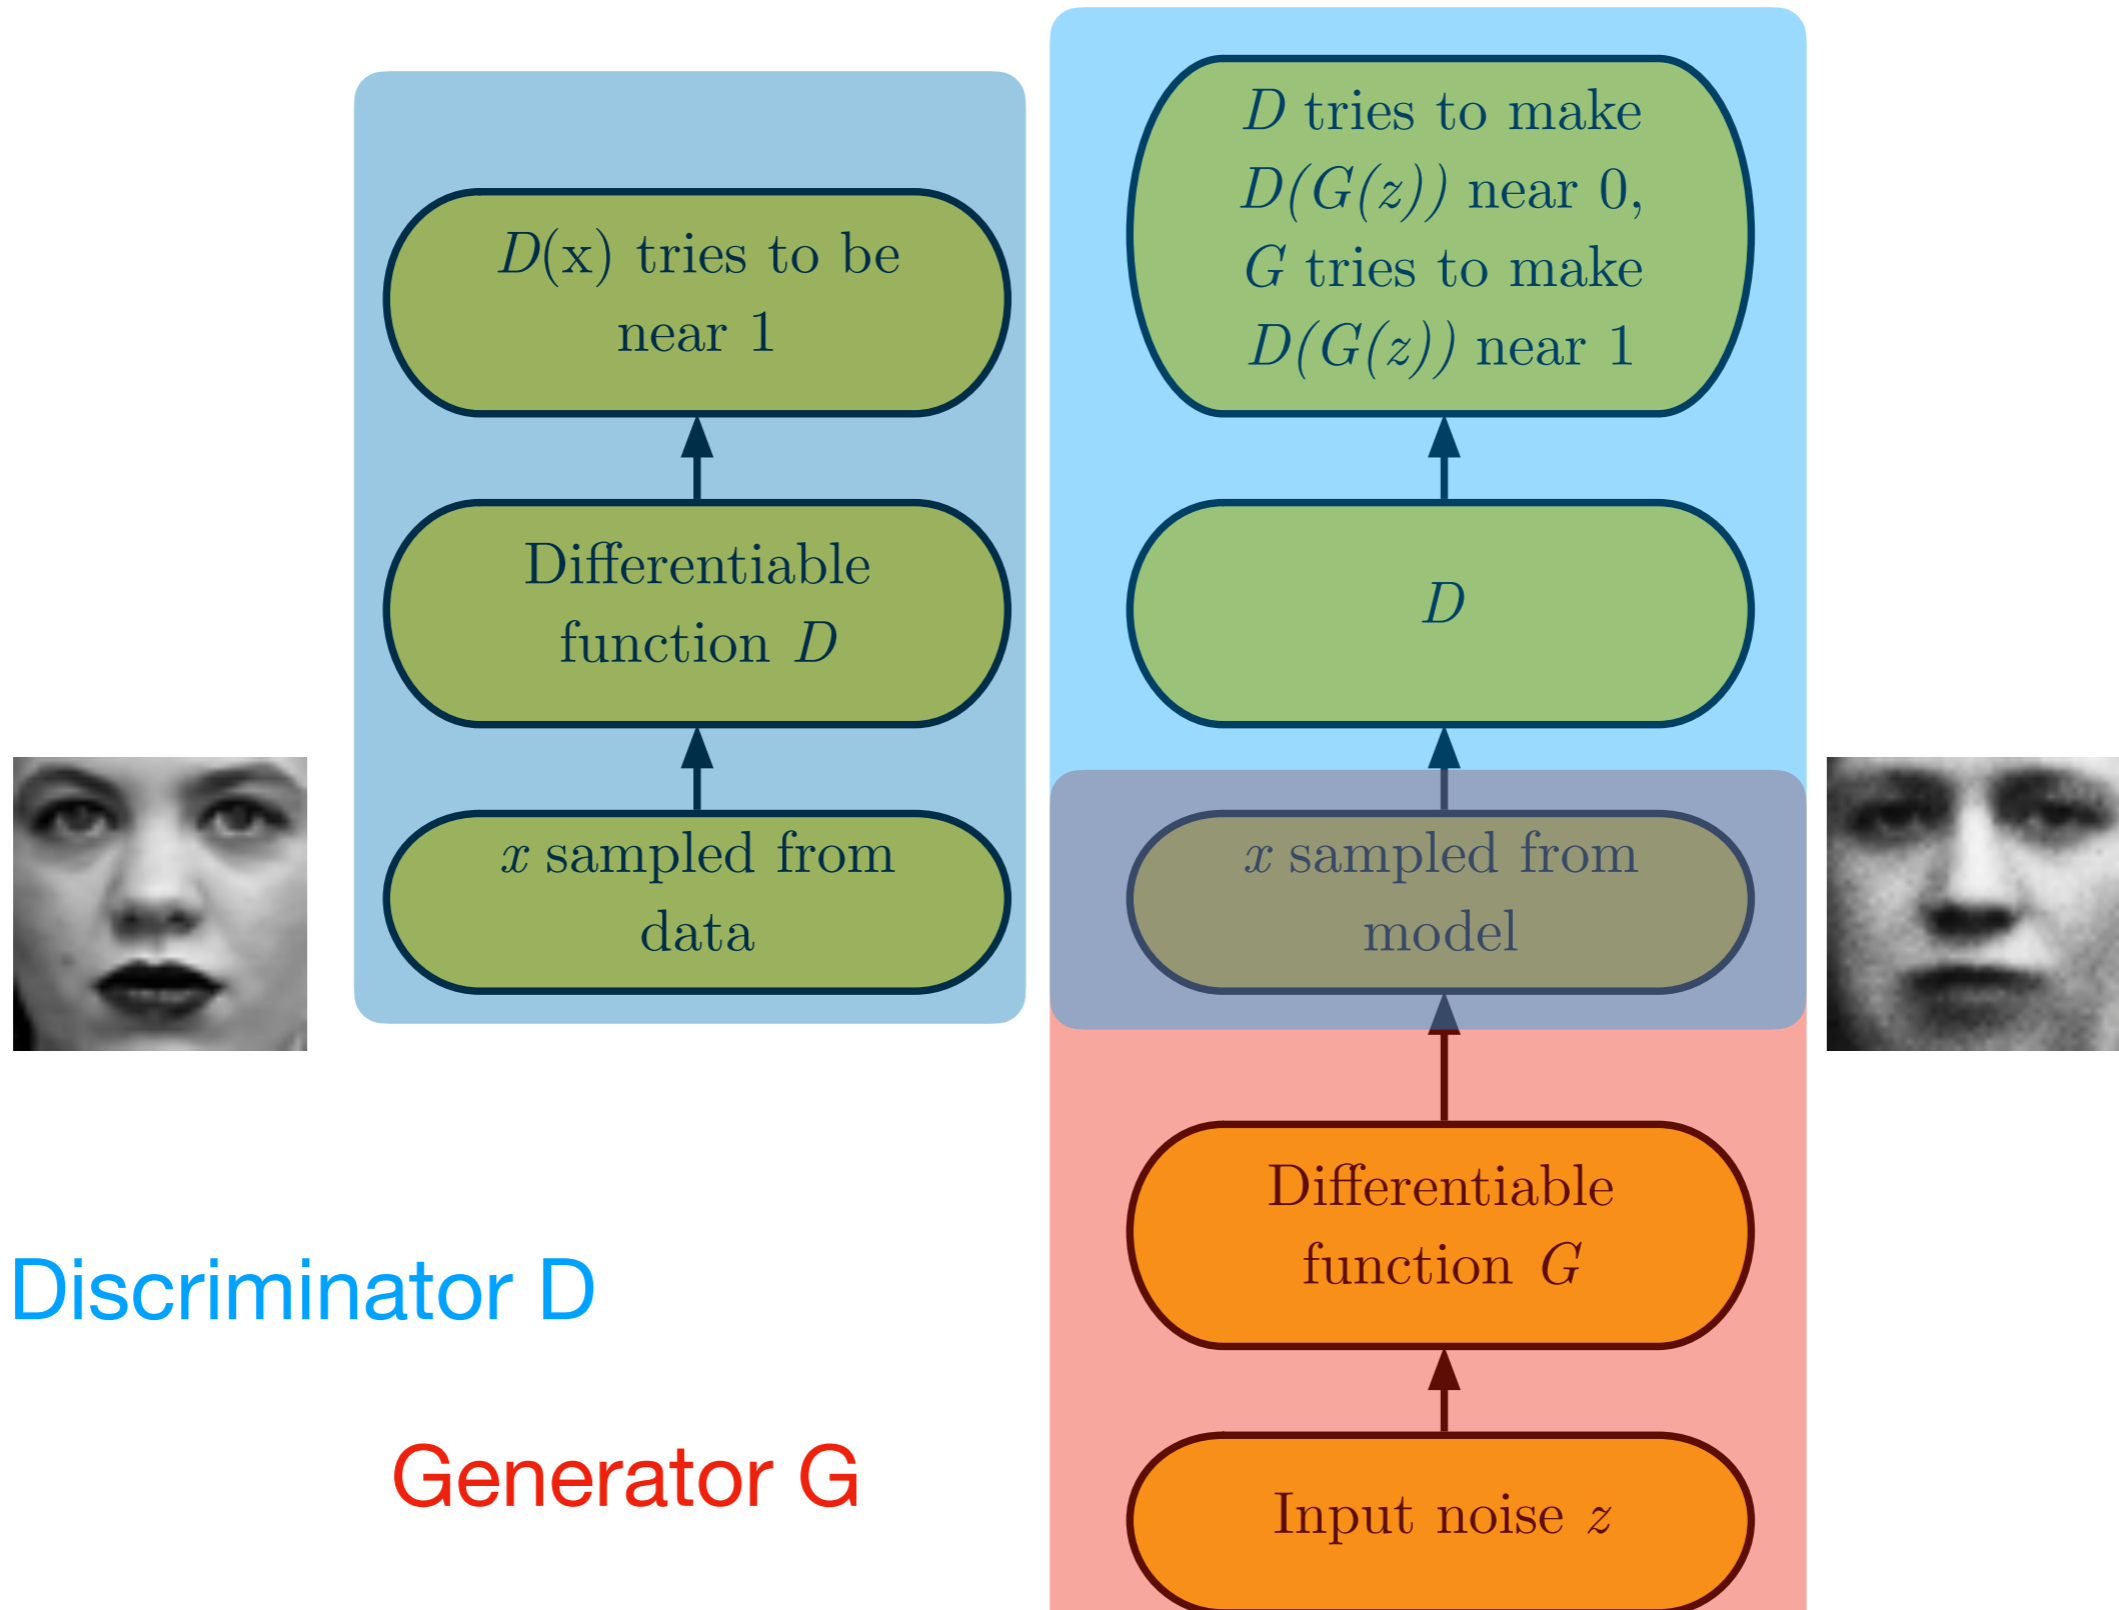 D(x) tries to be
near 1
Differentiable
function D
x sampled from
data
D tries to make
D(G(z)) near 0,
G tries to make
D(G(z)) near 1
D
x sampled from
model
Differentiable
function G
Input noise z
Discriminator D
Generator G